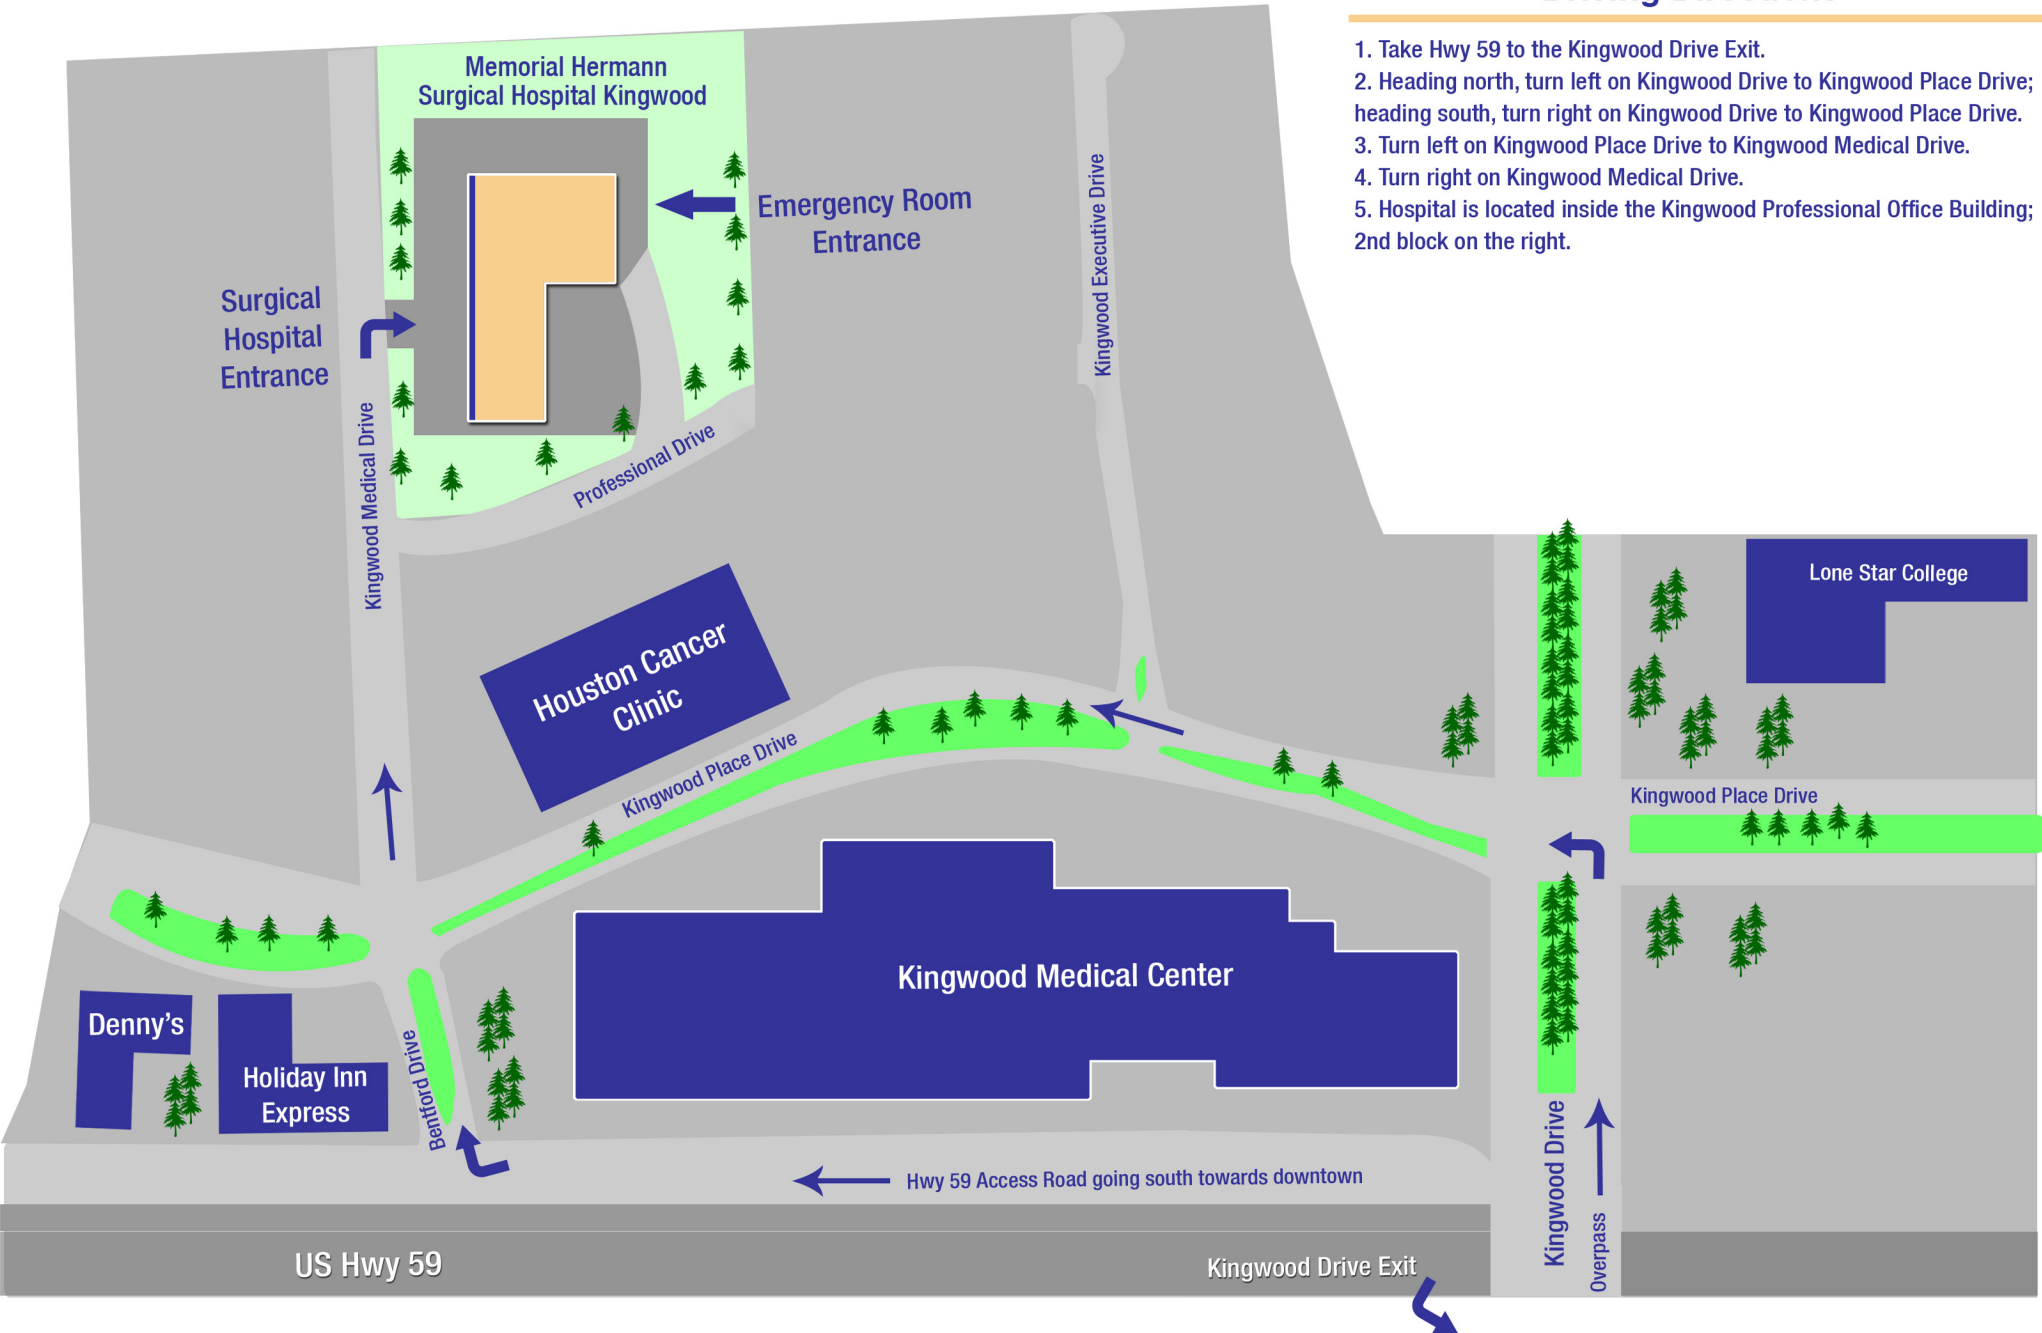 1. Take Hwy 59 to the Kingwood Drive Exit.
2. Heading north, turn left on Kingwood Drive to Kingwood Place Drive;
heading south, turn right on Kingwood Drive to Kingwood Place Drive.
3. Turn left on Kingwood Place Drive to Kingwood Medical Drive.
4. Turn right on Kingwood Medical Drive.
5. Hospital is located inside the Kingwood Professional Office Building;
2nd block on the right.
Memorial Hermann
Surgical Hospital Kingwood
Emergency Room
Entrance
Kingwood Executive Drive
Surgical
Hospital
Entrance
Kingwood Medical Drive
Professional Drive
Houston Cancer
Clinic
Lone Star College
Kingwood Place Drive
Kingwood Place Drive
Kingwood Medical Center
Denny's
Holiday Inn
Express
Bentford Drive
Hwy 59 Access Road going south towards downtown
Kingwood Drive
Overpass
US Hwy 59
Kingwood Drive Exit